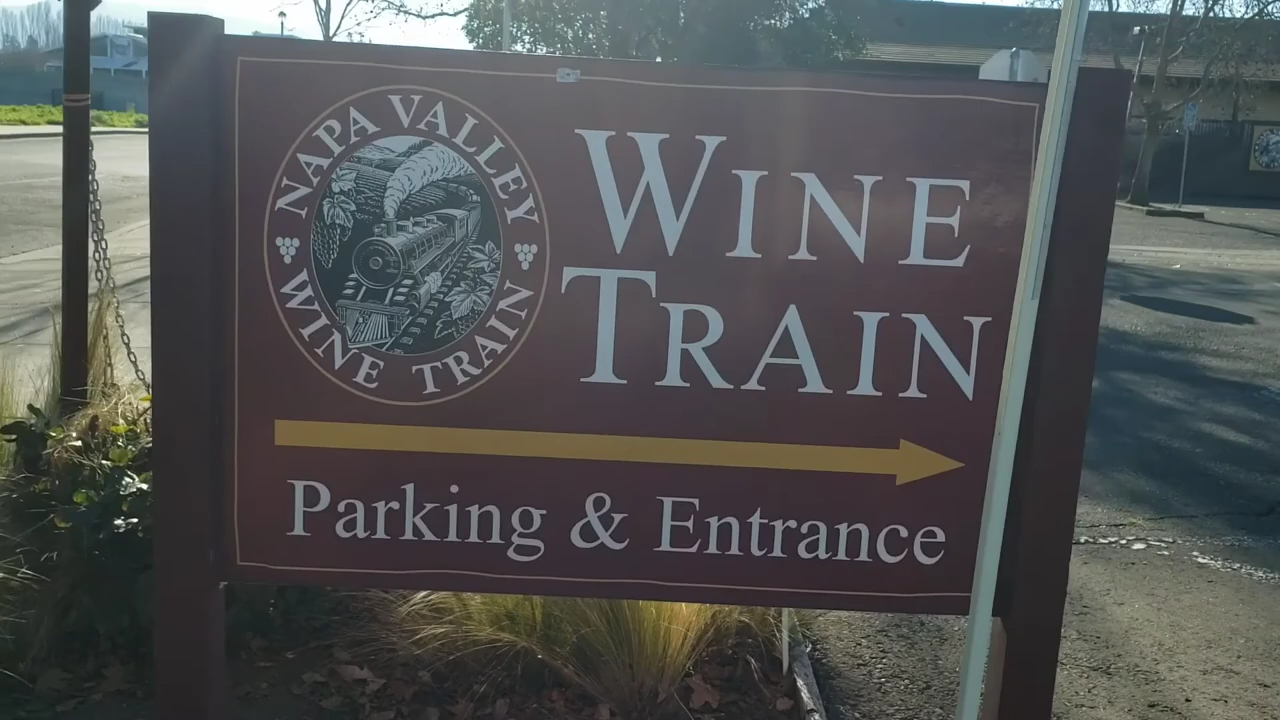 NAPA VALLEY
WINE TRAIN
WINE
TRAIN
Parking & Entrance